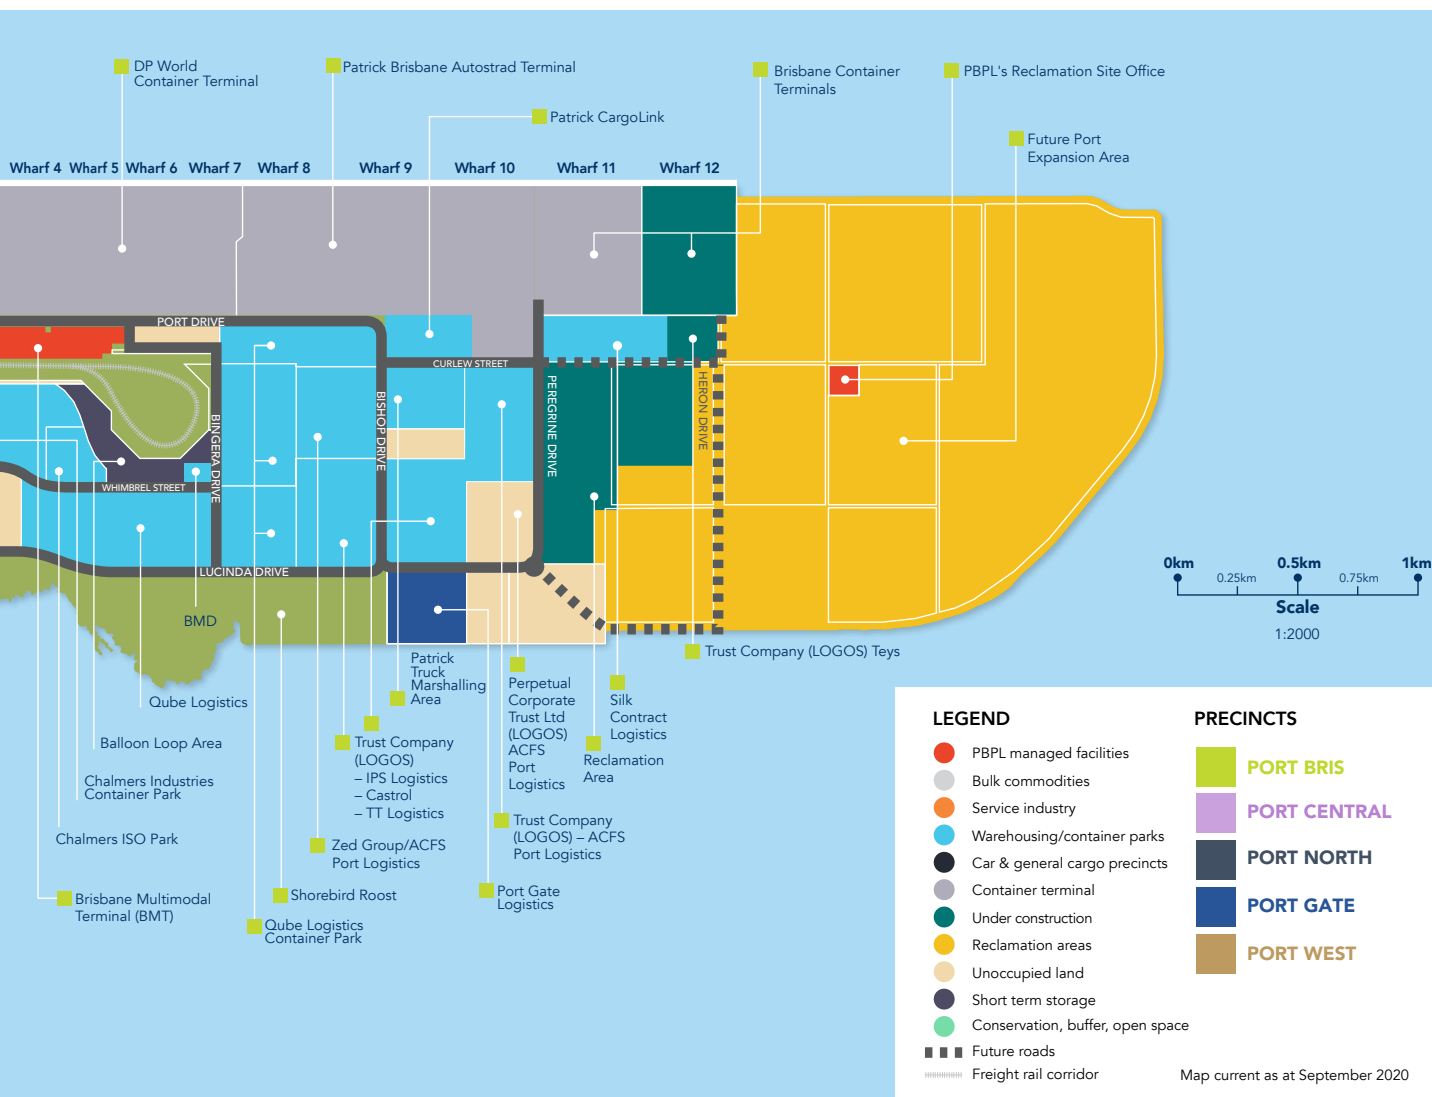 DP World
Container Terminal
Patrick Brisbane Autostrad Terminal
Patrick CargoLink
Brisbane Container
Terminals
PBPL's Reclamation Site Office
Future Port
Expansion Area
Wharf 4
Wharf 5
Wharf 6
Wharf 7
Wharf 8
Wharf 9
Wharf 10
Wharf 11
Wharf 12
PORT DRIVE
CURLEW STREET
BINGERA DRIVE
BISHOP DRIVE
PEREGRINE DRIVE
HERON DRIVE
WHIMBREL STREET
LUCINDA DRIVE
BMD
Qube Logistics
Balloon Loop Area
Chalmers Industries
Container Park
Chalmers ISO Park
Brisbane Multimodal
Terminal (BMT)
Qube Logistics
Container Park
Shorebird Roost
Zed Group/ACFS
Port Logistics
Trust Company
(LOGOS)
– IPS Logistics
– Castrol
– TT Logistics
Patrick
Truck
Marshalling
Area
Port Gate
Logistics
Trust Company
(LOGOS) – ACFS
Port Logistics
Perpetual
Corporate
Trust Ltd
(LOGOS)
ACFS
Port
Logistics
Reclamation
Area
Silk
Contract
Logistics
Trust Company (LOGOS) Teys
0km
0.25km
0.5km
0.75km
1km
Scale
1:2000
LEGEND
PBPL managed facilities
Bulk commodities
Service industry
Warehousing/container parks
Car & general cargo precincts
Container terminal
Under construction
Reclamation areas
Unoccupied land
Short term storage
Conservation, buffer, open space
Future roads
Freight rail corridor
PRECINCTS
PORT BRIS
PORT CENTRAL
PORT NORTH
PORT GATE
PORT WEST
Map current as at September 2020